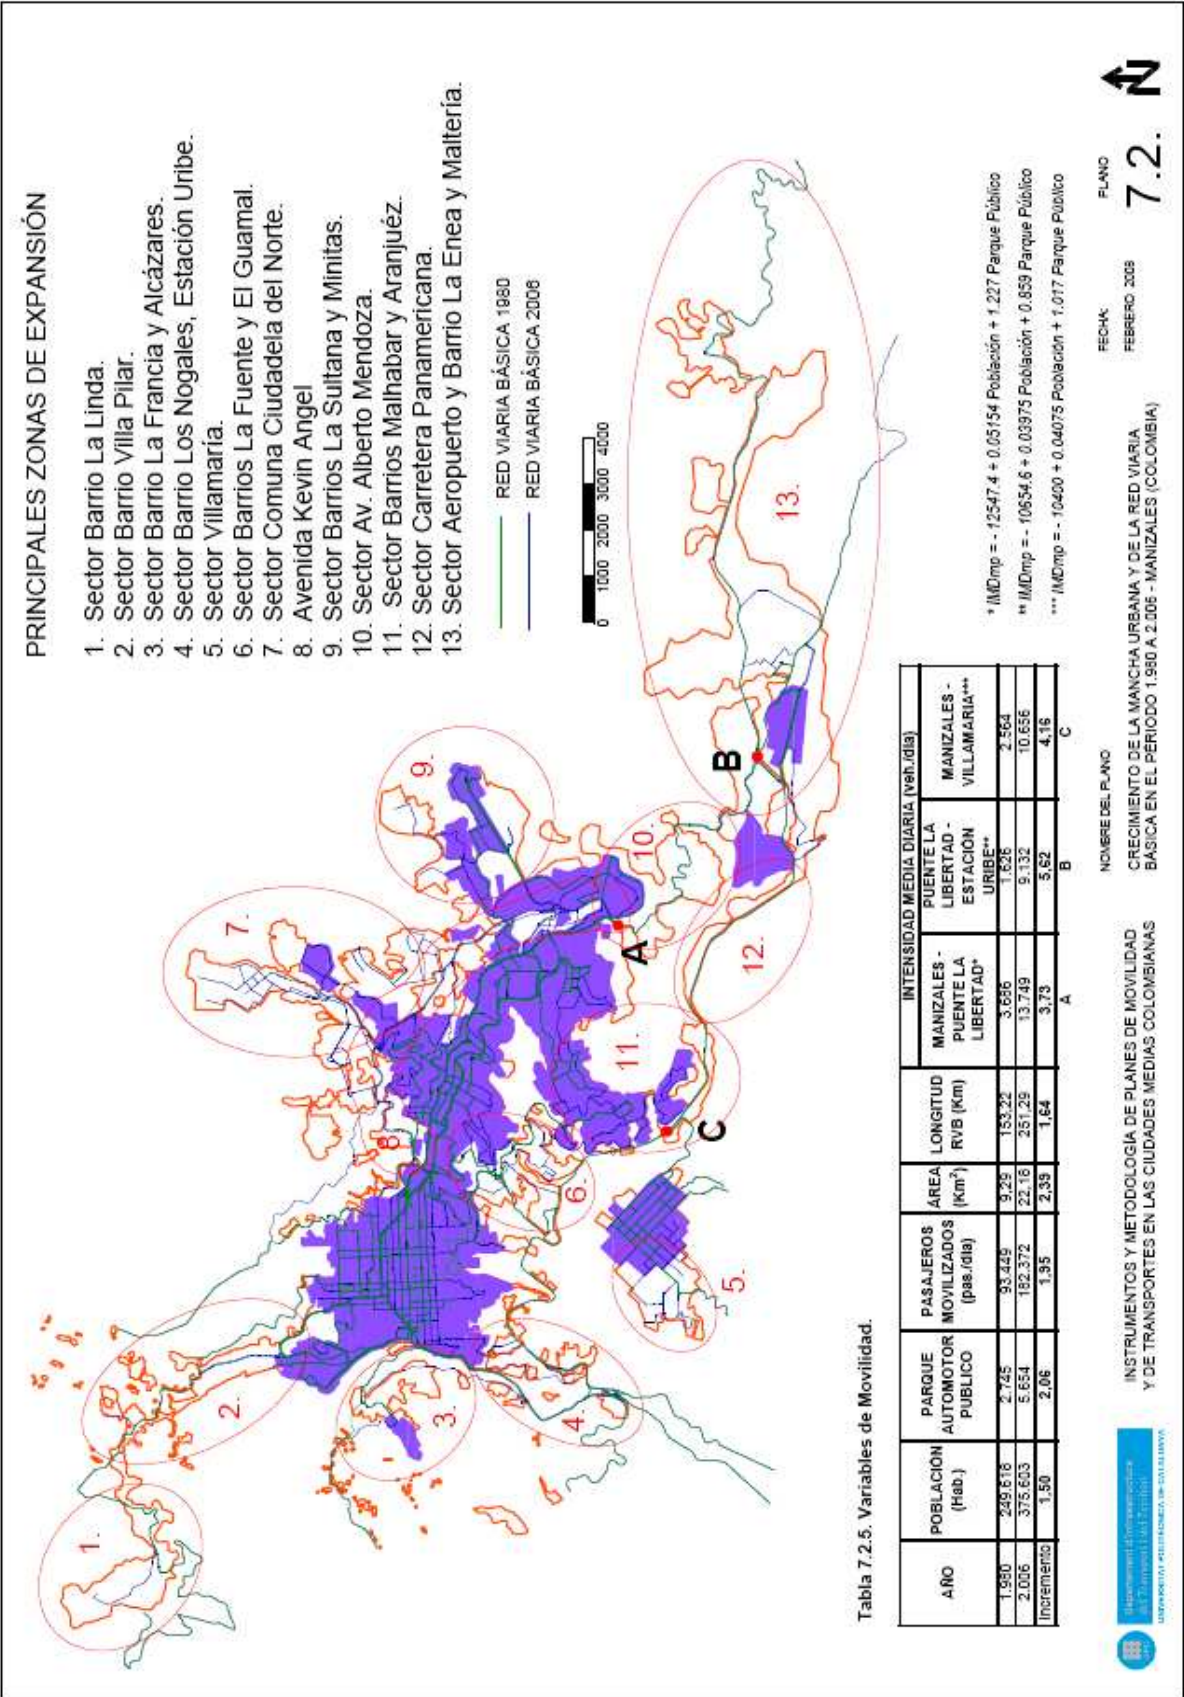 PRINCIPALES ZONAS DE EXPANSIÓN
1. Sector Barrio La Linda.
2. Sector Barrio Villa Pilar.
3. Sector Barrio La Francia y Alcázares.
4. Sector Barrio Los Nogales, Estación Uribe.
5. Sector Villamaría.
6. Sector Barrios La Fuente y El Guamal.
7. Sector Comuna Ciudadela del Norte.
8. Avenida Kevin Angel
9. Sector Barrios La Sultana y Minitas.
10. Sector Av. Alberto Mendoza.
11. Sector Barrios Malhabar y Aranjuéz.
12. Sector Carretera Panamericana.
13. Sector Aeropuerto y Barrio La Enea y Maltería.
RED VIARIA BÁSICA 1980
RED VIARIA BÁSICA 2006
0 1000 2000 3000 4000
1.
2.
3.
4.
5.
6.
7.
8
9.
10.
11.
12.
13.
A
B
C
Tabla 7.2.5. Variables de Movilidad.
AÑO
POBLACIÓN
(Hab.)
PARQUE
AUTOMOTOR
PUBLICO
PASAJEROS
MOVILIZADOS
(pas./día)
ÁREA
(Km²)
LONGITUD
RVB (Km)
INTENSIDAD MEDIA DIARIA (veh./día)
MANIZALES -
PUENTE LA
LIBERTAD*
PUENTE LA
LIBERTAD -
ESTACIÓN
URIBE**
MANIZALES -
VILLAMARIA***
1.980 249.618 2.745 93.449 9,29 153,22 3.686 1.626 2.564
2.006 375.603 5.654 182.372 22,18 251,29 13.749 9.132 10.656
Incremento 1,50 2,06 1,95 2,39 1,64 3,73 5,62 4,16
A B C
* IMDmp = - 12547.4 + 0.05154 Población + 1.227 Parque Público
** IMDmp = - 10654.6 + 0.03975 Población + 0.859 Parque Público
*** IMDmp = - 10400 + 0.04075 Población + 1.017 Parque Público
UNIVERSITAT POLITÈCNICA DE CATALUNYA
INSTRUMENTOS Y METODOLOGÍA DE PLANES DE MOVILIDAD
Y DE TRANSPORTES EN LAS CIUDADES MEDIAS COLOMBIANAS
NOMBRE DEL PLANO
CRECIMIENTO DE LA MANCHA URBANA Y DE LA RED VIARIA
BÁSICA EN EL PERÍODO 1.980 A 2.006 - MANIZALES (COLOMBIA)
FECHA:
FEBRERO 2008
PLANO
7.2.
N